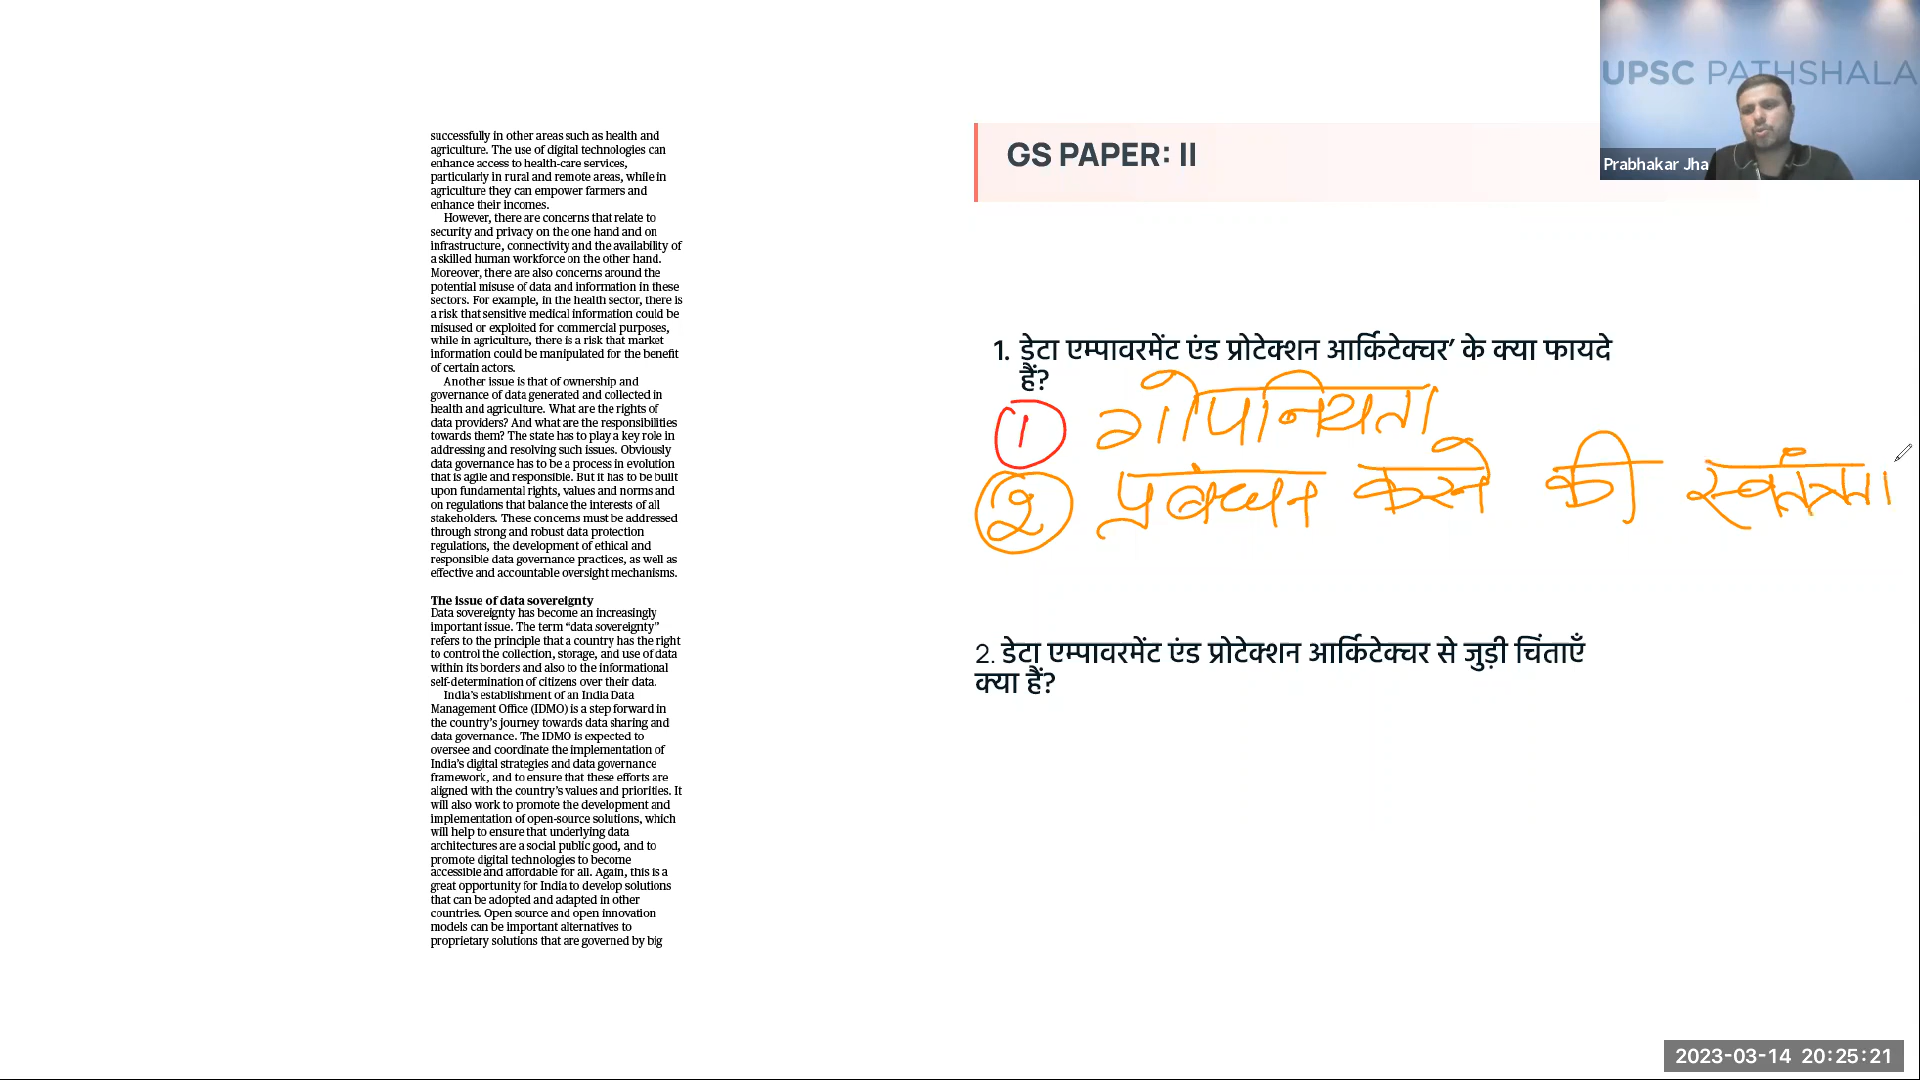 successfully in other areas such as health and
agriculture. The use of digital technologies can
enhance access to health-care services,
particularly in rural and remote areas, while in
agriculture they can empower farmers and
enhance their incomes.
However, there are concerns that relate to
security and privacy on the one hand and on
infrastructure, connectivity and the availability of
a skilled human workforce on the other hand.
Moreover, there are also concerns around the
potential misuse of data and information in these
sectors. For example, in the health sector, there is
a risk that sensitive medical information could be
misused or exploited for commercial purposes,
while in agriculture, there is a risk that market
information could be manipulated for the benefit
of certain actors.
Another issue is that of ownership and
governance of data generated and collected in
health and agriculture. What are the rights of
data providers? And what are the responsibilities
towards them? The state has to play a key role in
addressing and resolving such issues. Obviously
data governance has to be a process in evolution
that is agile and responsible. But it has to be built
upon fundamental rights, values and norms and
on regulations that balance the interests of all
stakeholders. These concerns must be addressed
through strong and robust data protection
regulations, the development of ethical and
responsible data governance practices, as well as
effective and accountable oversight mechanisms.
The issue of data sovereignty
Data sovereignty has become an increasingly
important issue. The term “data sovereignty”
refers to the principle that a country has the right
to control the collection, storage, and use of data
within its borders and also to the informational
self-determination of citizens over their data.
India’s establishment of an India Data
Management Office (IDMO) is a step forward in
the country’s journey towards data sharing and
data governance. The IDMO is expected to
oversee and coordinate the implementation of
India’s digital strategies and data governance
framework, and to ensure that these efforts are
aligned with the country’s values and priorities. It
will also work to promote the development and
implementation of open-source solutions, which
will help to ensure that underlying data
architectures are a social public good, and to
promote digital technologies to become
accessible and affordable for all. Again, this is a
great opportunity for India to develop solutions
that can be adopted and adapted in other
countries. Open source and open innovation
models can be important alternatives to
proprietary solutions that are governed by big
GS PAPER: II
1. डेटा एम्पावरमेंट एंड प्रोटेक्शन आर्किटेक्चर’ के क्या फायदे
हैं?
1 गोपनियता
2 प्रबंधन करने की स्वतंत्रता
2. डेटा एम्पावरमेंट एंड प्रोटेक्शन आर्किटेक्चर से जुड़ी चिंताएँ
क्या हैं?
UPSC PATHSHALA
Prabhakar Jha
2023-03-14 20:25:21